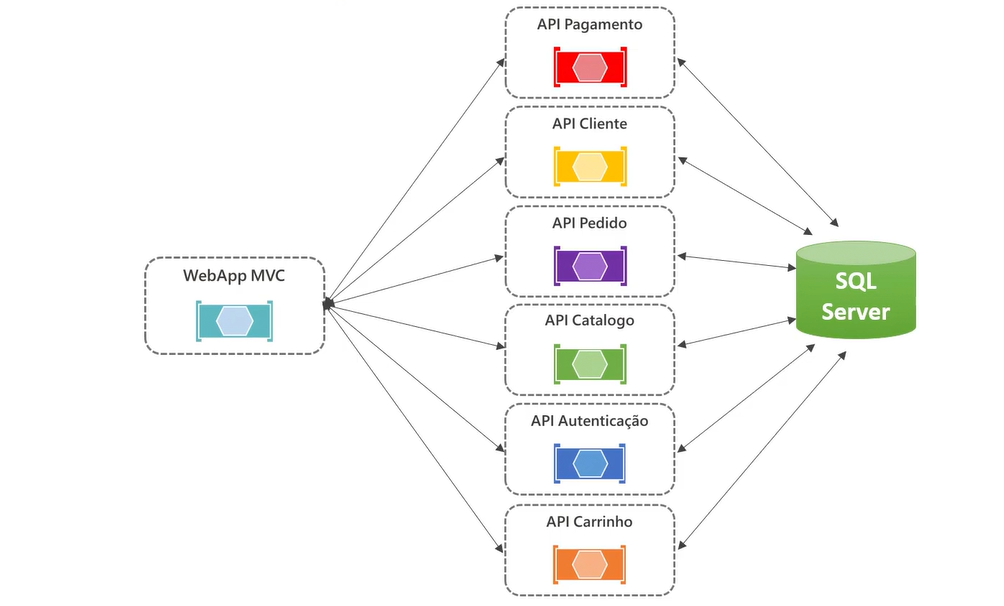 API Pagamento
API Cliente
API Pedido
WebApp MVC
SQL
Server
API Catalogo
API Autenticação
API Carrinho